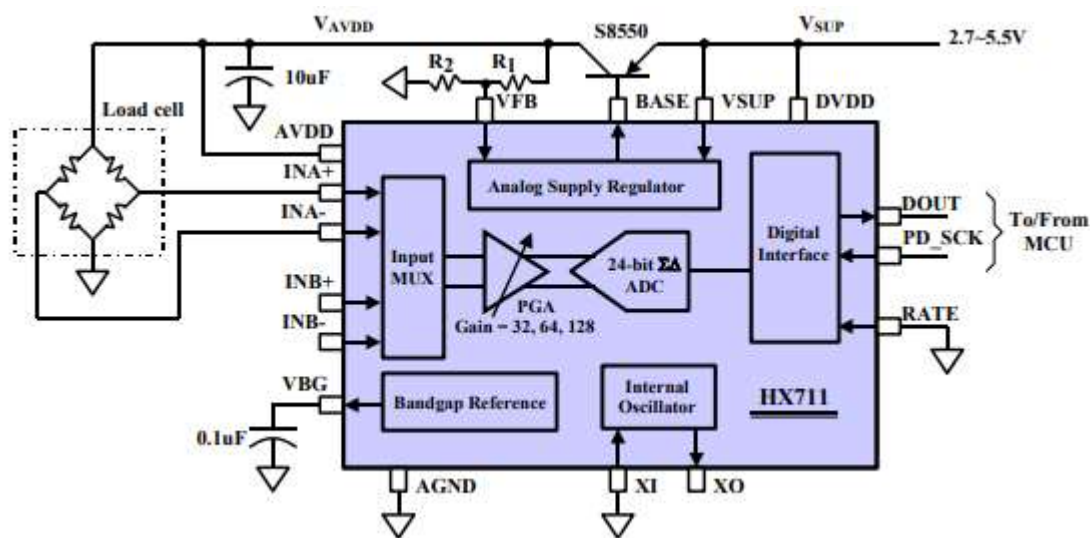 V_AVDD
S8550
V_SUP
2.7~5.5V
R₂
R₁
10uF
VFB
BASE
VSUP
DVDD
Load cell
AVDD
INA+
INA-
INB+
INB-
VBG
0.1uF
Analog Supply Regulator
Input
MUX
PGA
Gain = 32, 64, 128
24-bit ΣΔ
ADC
Digital
Interface
DOUT
PD_SCK
To/From
MCU
RATE
Bandgap Reference
Internal
Oscillator
HX711
AGND
XI
XO